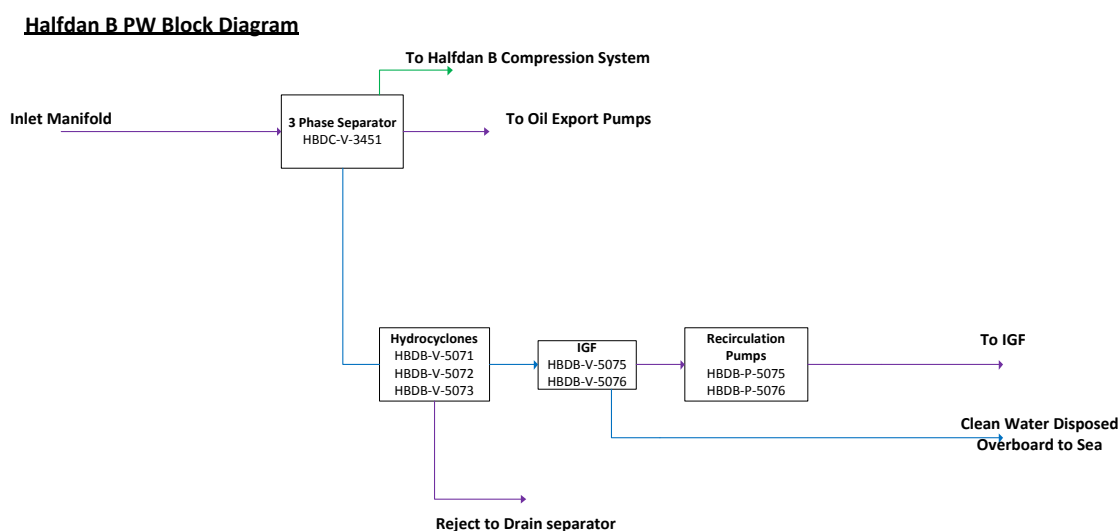 Halfdan B PW Block Diagram
To Halfdan B Compression System
Inlet Manifold
3 Phase Separator
HBDC-V-3451
To Oil Export Pumps
Hydrocyclones
HBDB-V-5071
HBDB-V-5072
HBDB-V-5073
IGF
HBDB-V-5075
HBDB-V-5076
Recirculation
Pumps
HBDB-P-5075
HBDB-P-5076
To IGF
Clean Water Disposed
Overboard to Sea
Reject to Drain separator